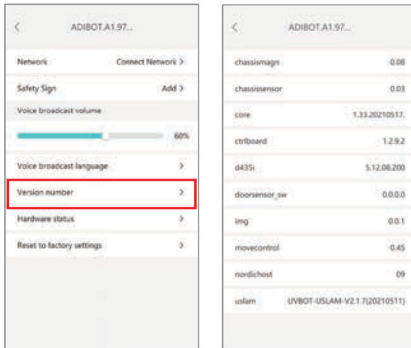 ADIBOT.A1.97...
Network Connect Network >
Safety Sign Add >
Voice broadcast volume
60%
Voice broadcast language >
Version number >
Hardware status >
Reset to factory settings >
ADIBOT.A1.97...
chassismagn 0.08
chassissensor 0.03
core 1.33.20210517.
ctrlboard 1.2.9.2
d435i 5.12.08.200
doorsensor_sw 0.0.0.0
img 0.0.1
movecontrol 0.45
nordichost 09
uslam UVBOT-USLAM-V2.1.7(20210511)